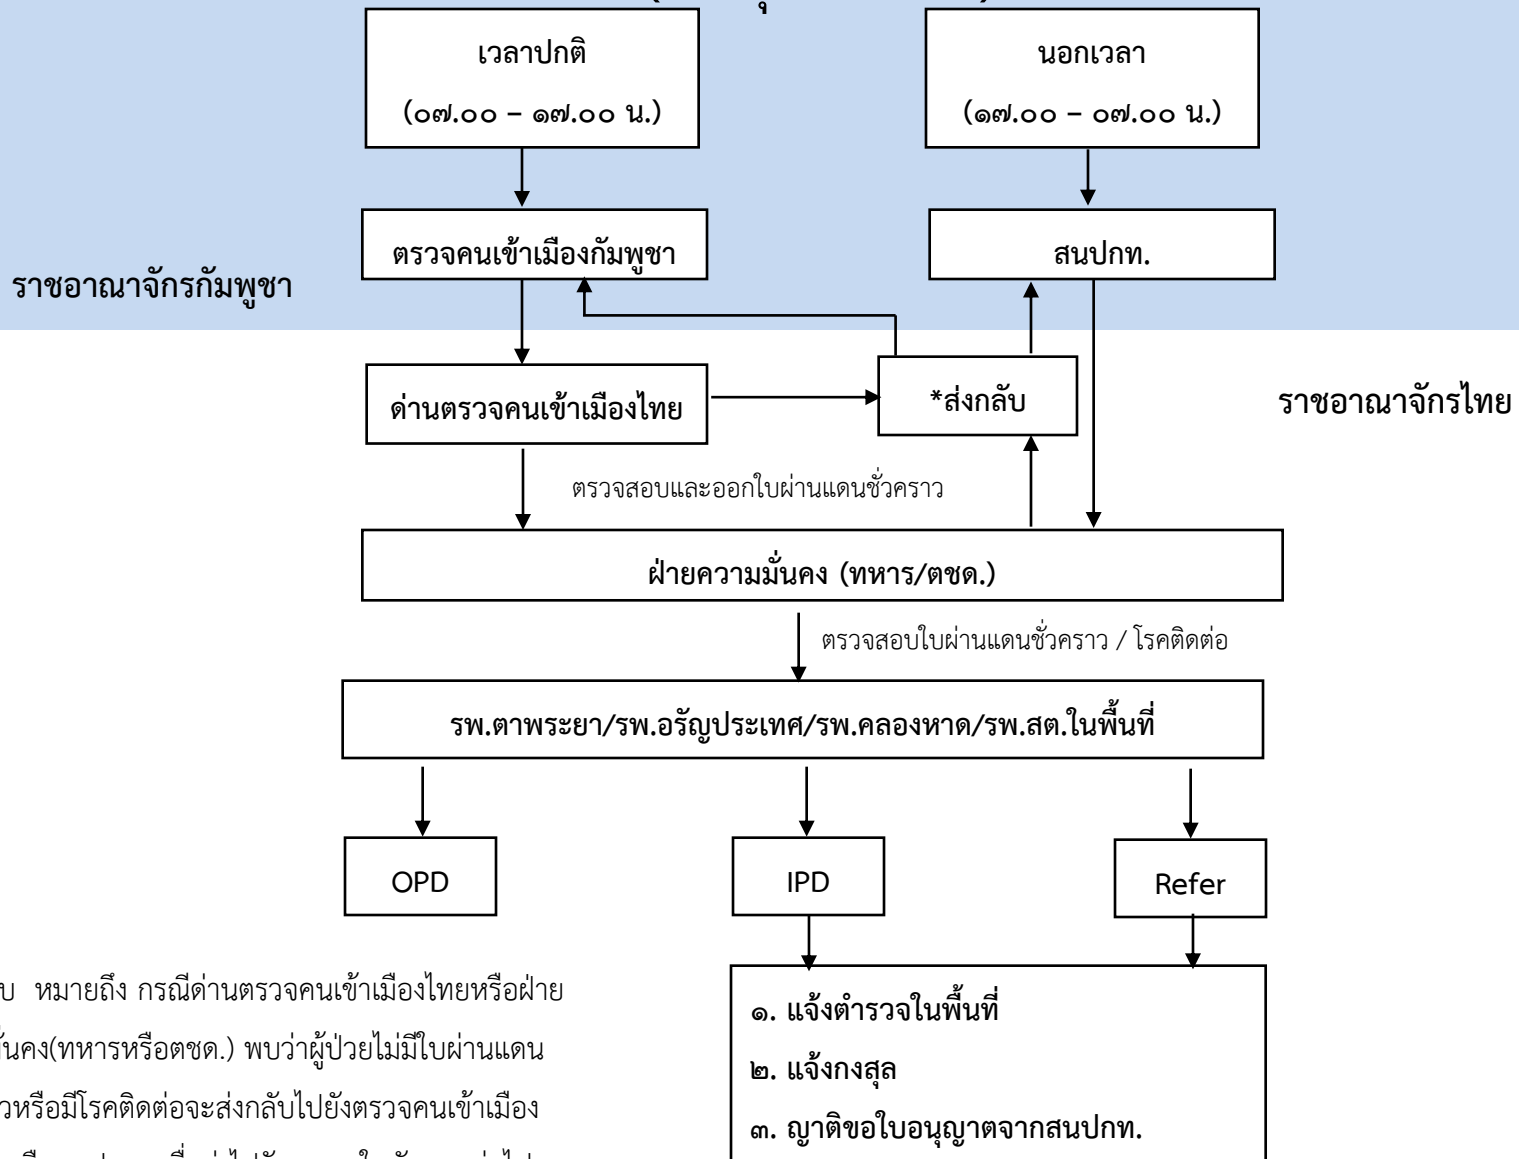 เวลาปกติ
(๐๗.๐๐ – ๑๗.๐๐ น.)
นอกเวลา
(๑๗.๐๐ – ๐๗.๐๐ น.)
ตรวจคนเข้าเมืองกัมพูชา
สนปกท.
ราชอาณาจักรกัมพูชา
ด่านตรวจคนเข้าเมืองไทย
*ส่งกลับ
ราชอาณาจักรไทย
ตรวจสอบและออกใบผ่านแดนชั่วคราว
ฝ่ายความมั่นคง (ทหาร/ตชด.)
ตรวจสอบใบผ่านแดนชั่วคราว / โรคติดต่อ
รพ.ตาพระยา/รพ.อรัญประเทศ/รพ.คลองหาด/รพ.สต.ในพื้นที่
OPD
IPD
Refer
หมายถึง กรณีด่านตรวจคนเข้าเมืองไทยหรือฝ่าย
มั่นคง(ทหารหรือตชด.) พบว่าผู้ป่วยไม่มีใบผ่านแดน
วหรือมีโรคติดต่อจะส่งกลับไปยังตรวจคนเข้าเมือง
๑. แจ้งตำรวจในพื้นที่
๒. แจ้งกงสุล
๓. ญาติขอใบอนุญาตจากสนปกท.